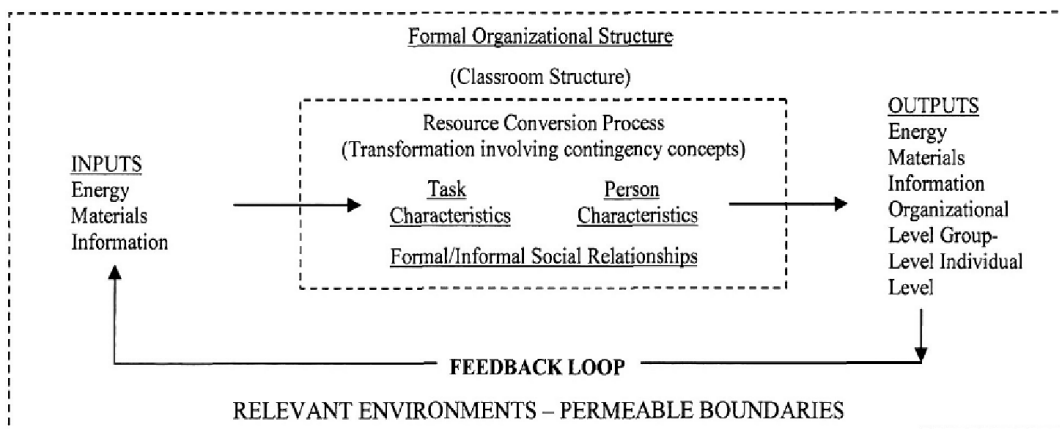 Formal Organizational Structure
(Classroom Structure)
Resource Conversion Process
(Transformation involving contingency concepts)
Task
Characteristics
Person
Characteristics
Formal/Informal Social Relationships
INPUTS
Energy
Materials
Information
OUTPUTS
Energy
Materials
Information
Organizational
Level Group-
Level Individual
Level
FEEDBACK LOOP
RELEVANT ENVIRONMENTS – PERMEABLE BOUNDARIES